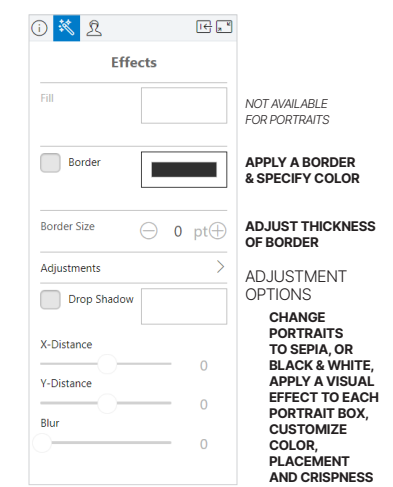 Effects
Fill
NOT AVAILABLE
FOR PORTRAITS
Border
APPLY A BORDER
& SPECIFY COLOR
Border Size
0 pt
ADJUST THICKNESS
OF BORDER
Adjustments
ADJUSTMENT
OPTIONS
Drop Shadow
CHANGE
PORTRAITS
TO SEPIA, OR
BLACK & WHITE,
APPLY A VISUAL
EFFECT TO EACH
PORTRAIT BOX,
CUSTOMIZE
COLOR,
PLACEMENT
AND CRISPNESS
X-Distance
0
Y-Distance
0
Blur
0